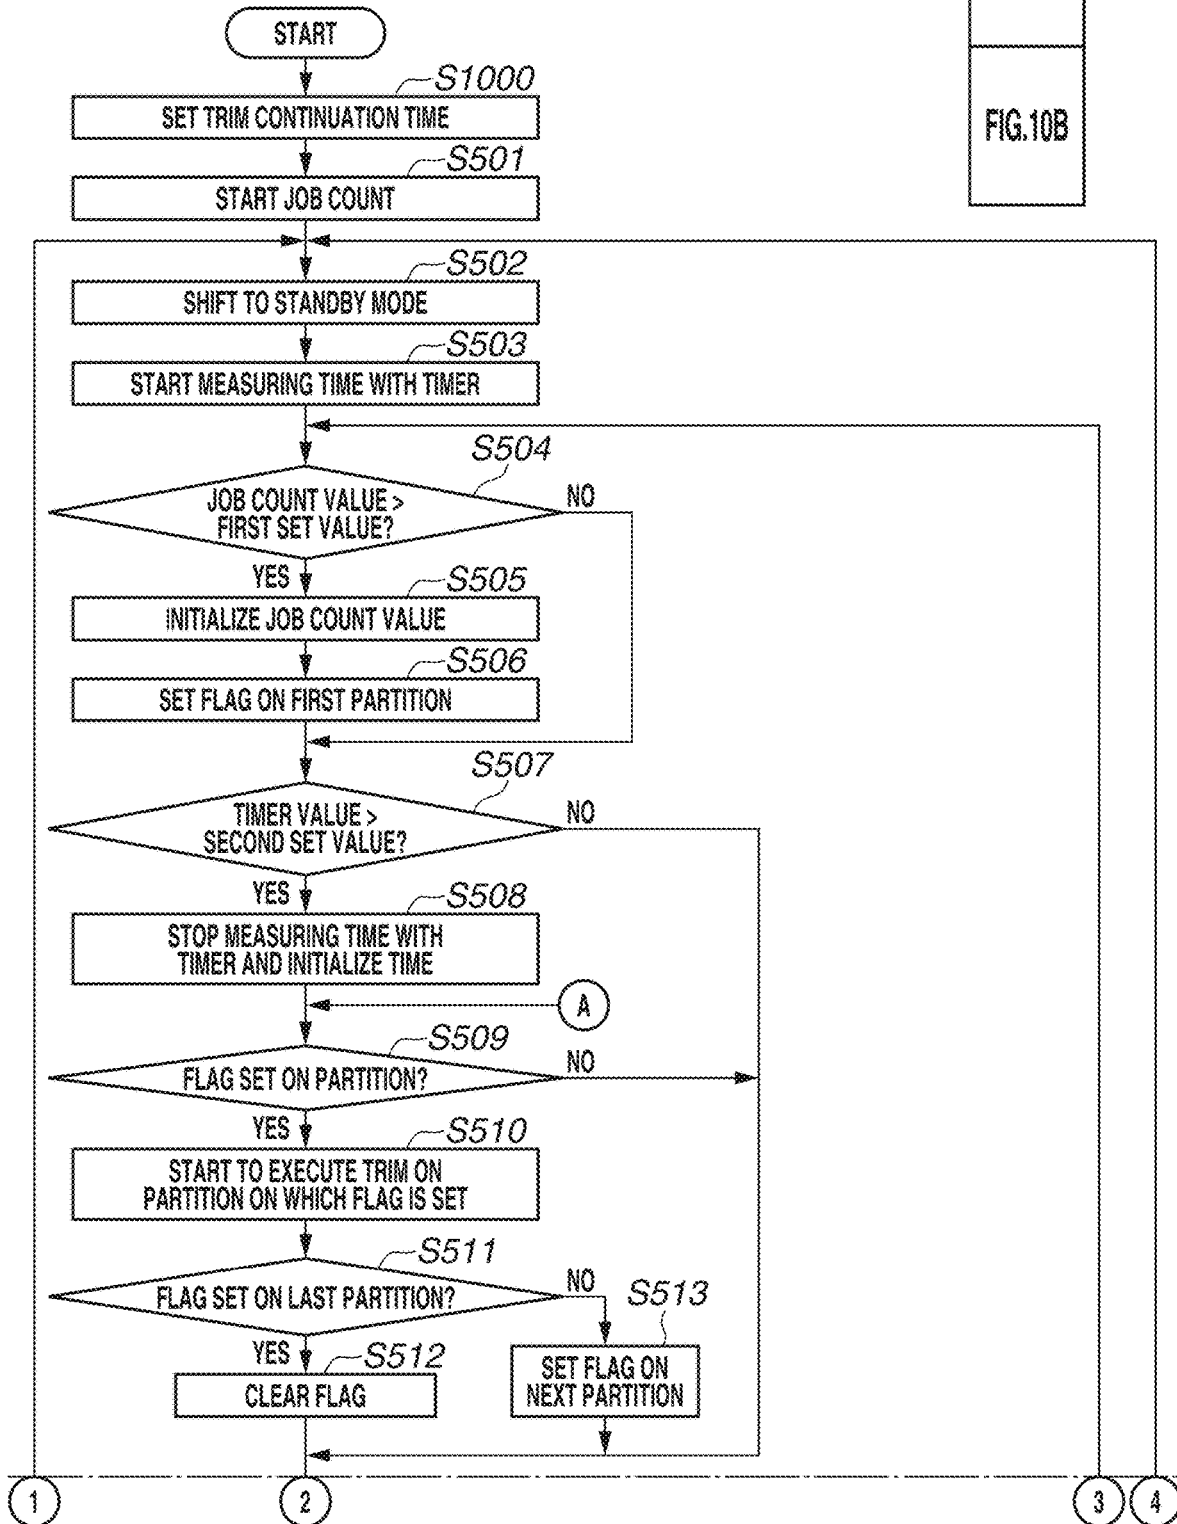 START
S1000
SET TRIM CONTINUATION TIME
FIG.10B
S501
START JOB COUNT
S502
SHIFT TO STANDBY MODE
S503
START MEASURING TIME WITH TIMER
S504
JOB COUNT VALUE >
FIRST SET VALUE?
NO
YES
S505
INITIALIZE JOB COUNT VALUE
S506
SET FLAG ON FIRST PARTITION
S507
TIMER VALUE >
SECOND SET VALUE?
NO
YES
S508
STOP MEASURING TIME WITH
TIMER AND INITIALIZE TIME
A
S509
FLAG SET ON PARTITION?
NO
YES
S510
START TO EXECUTE TRIM ON
PARTITION ON WHICH FLAG IS SET
S511
FLAG SET ON LAST PARTITION?
NO
S513
YES
S512
CLEAR FLAG
SET FLAG ON
NEXT PARTITION
1
2
3
4